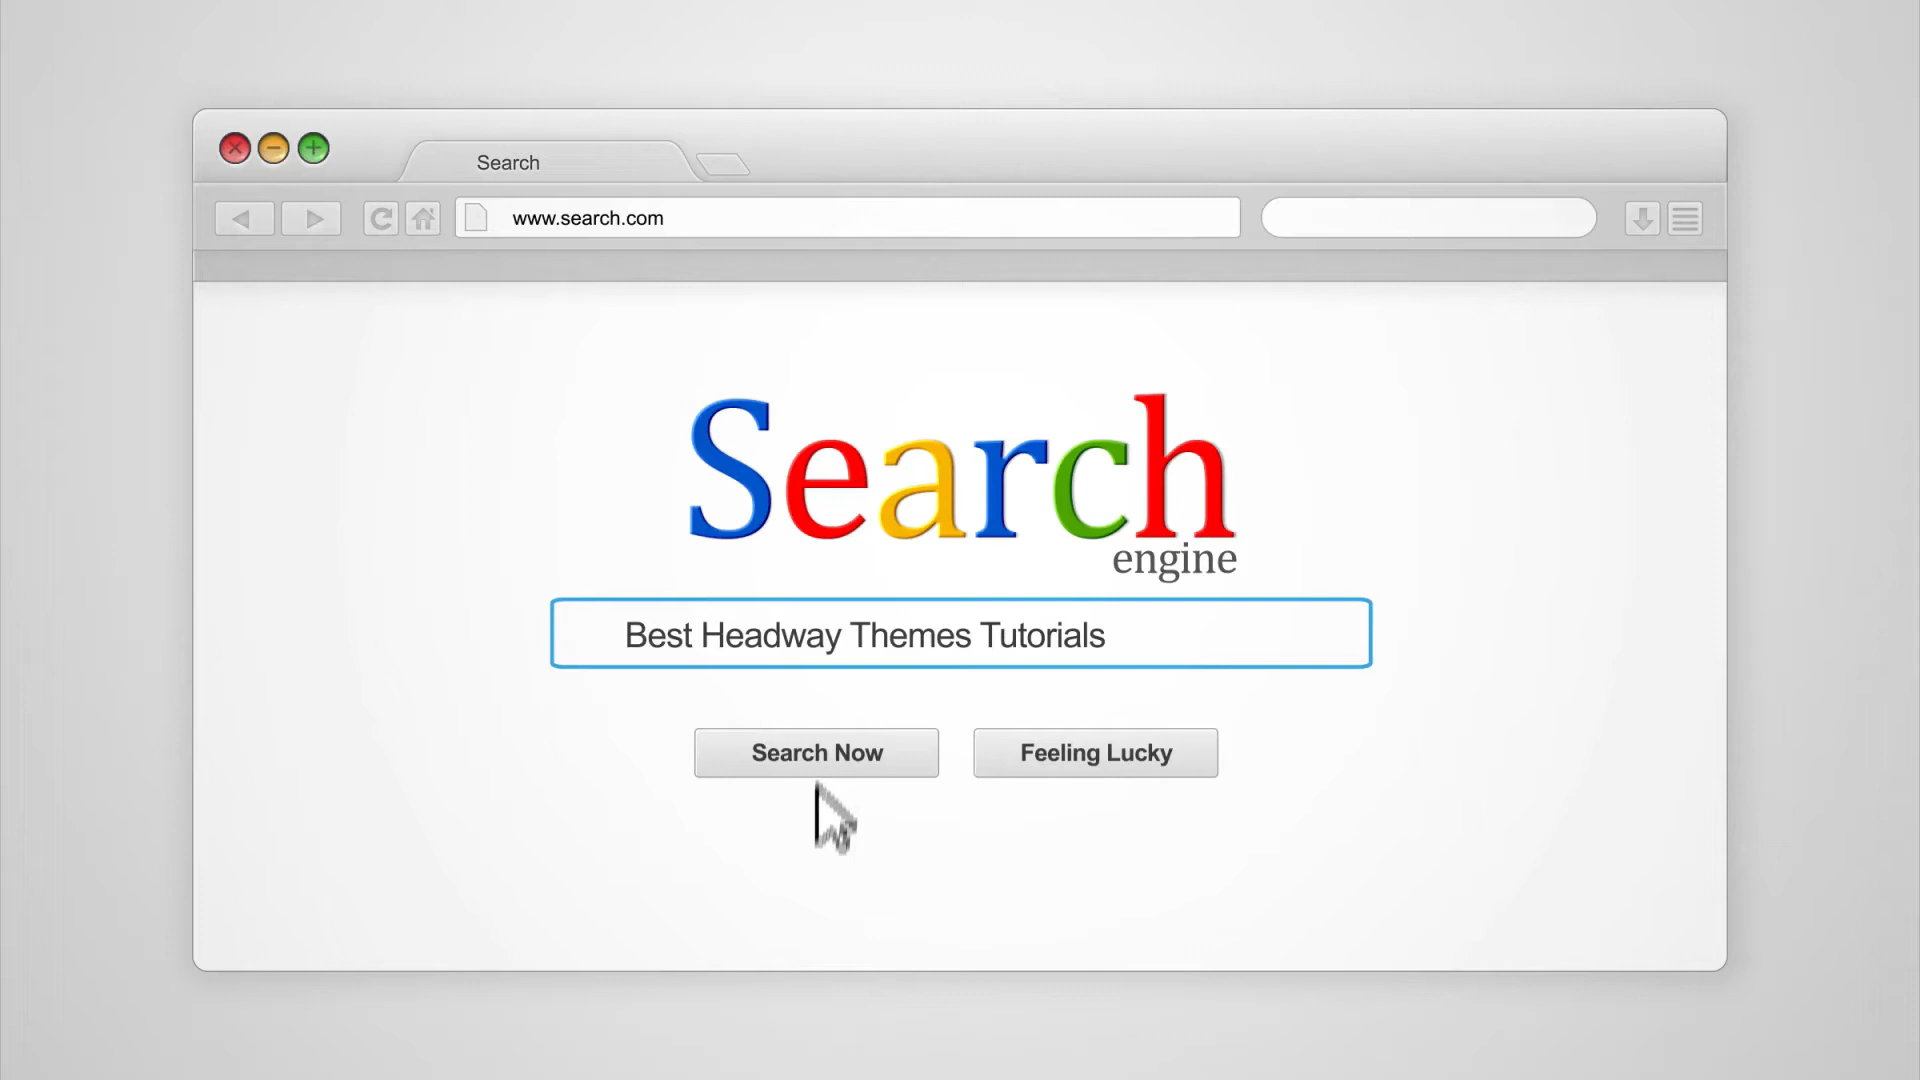 Search
www.search.com
Search
engine
Best Headway Themes Tutorials
Search Now
Feeling Lucky